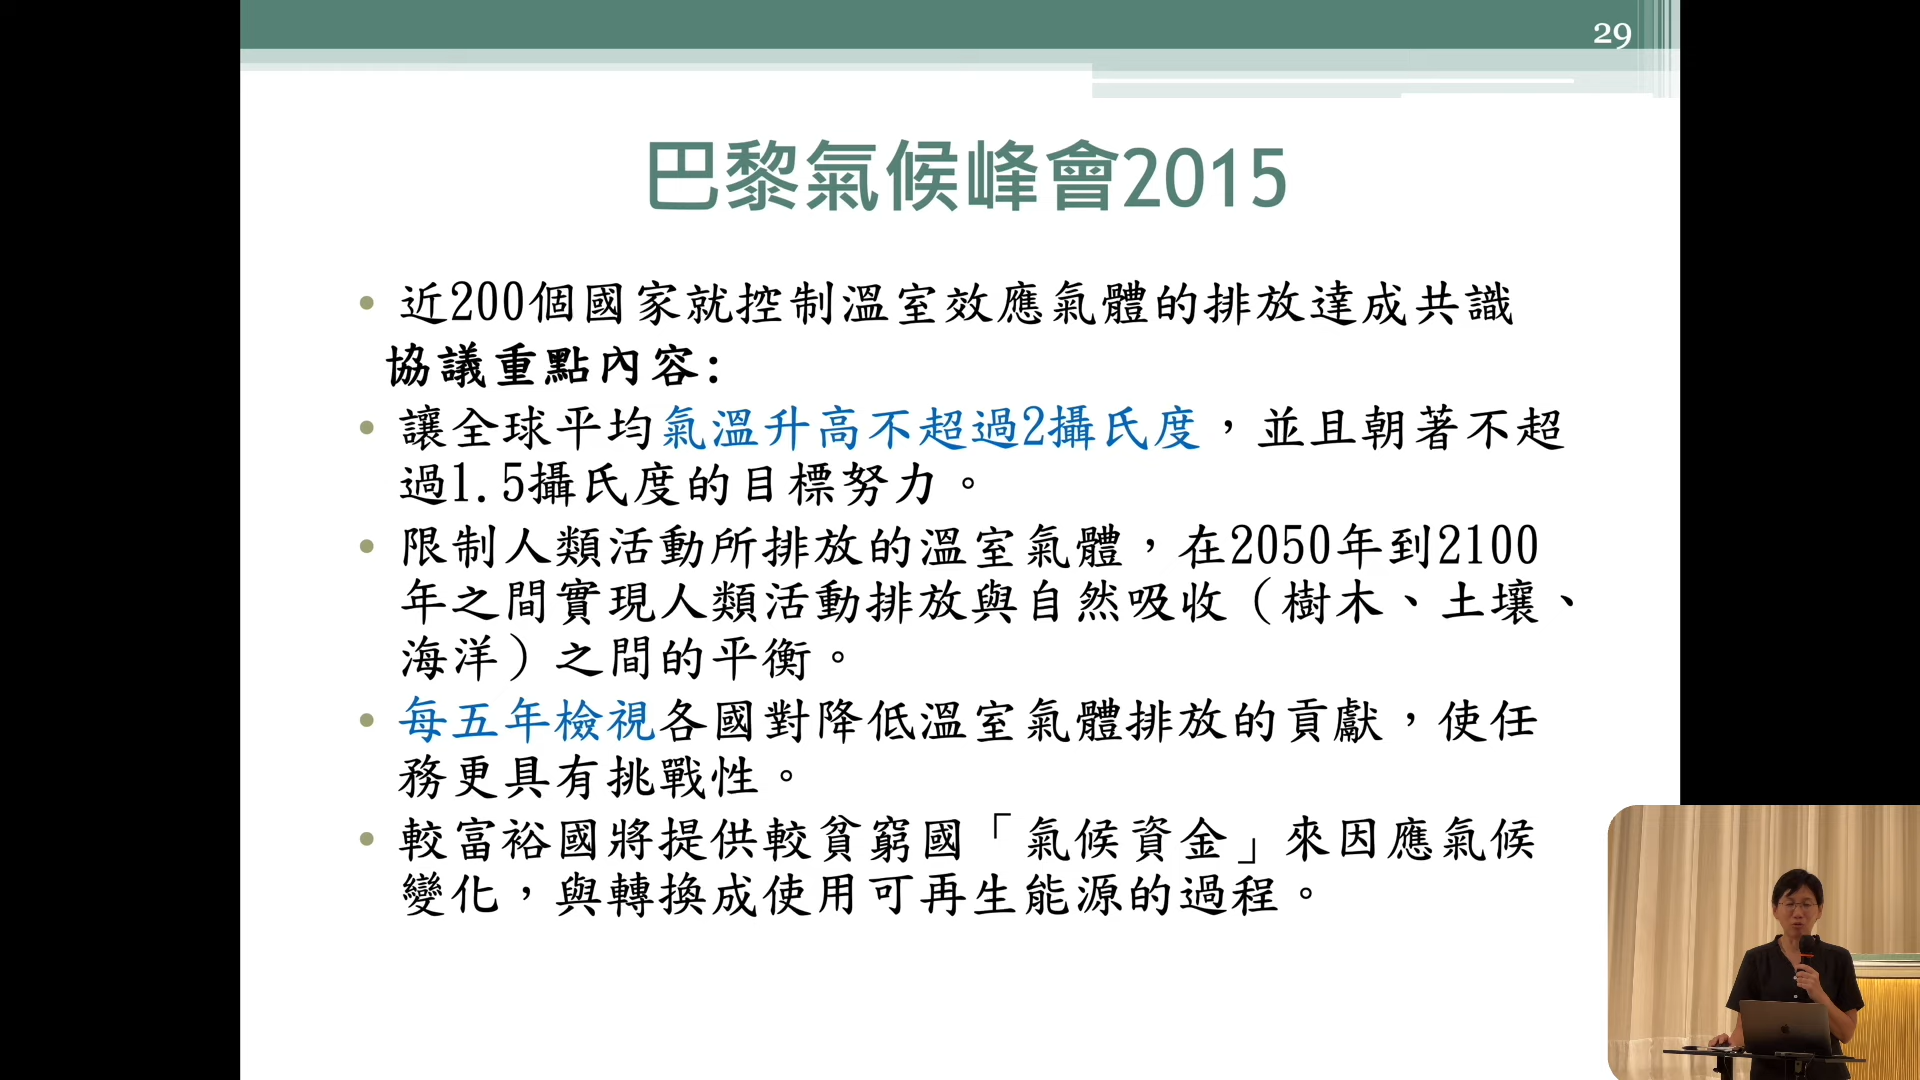 29
巴黎氣候峰會2015
• 近200個國家就控制溫室效應氣體的排放達成共識
協議重點內容:
• 讓全球平均氣溫升高不超過2攝氏度，並且朝著不超
過1.5攝氏度的目標努力。
• 限制人類活動所排放的溫室氣體，在2050年到2100
年之間實現人類活動排放與自然吸收（樹木、土壤、
海洋）之間的平衡。
• 每五年檢視各國對降低溫室氣體排放的貢獻，使任
務更具有挑戰性。
• 較富裕國將提供較貧窮國「氣候資金」來因應氣候
變化，與轉換成使用可再生能源的過程。